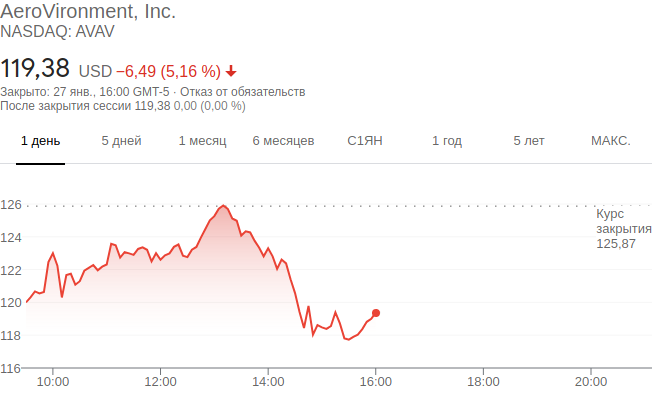 AeroVironment, Inc.
NASDAQ: AVAV
119,38 USD −6,49 (5,16 %)
Закрыто: 27 янв., 16:00 GMT-5 · Отказ от обязательств
После закрытия сессии 119,38 0,00 (0,00 %)
1 день 5 дней 1 месяц 6 месяцев С1ЯН 1 год 5 лет МАКС.
126
124
122
120
118
116
Курс
закрытия
125,87
10:00 12:00 14:00 16:00 18:00 20:00